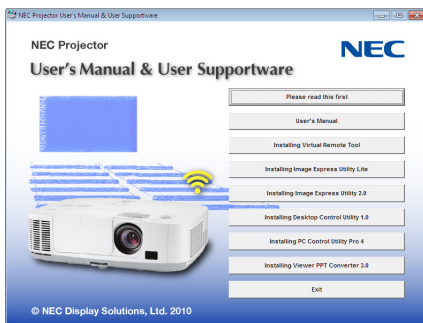 NEC Projector User's Manual & User Supportware
NEC Projector
NEC
User's Manual & User Supportware
Please read this first
User's Manual
Installing Virtual Remote Tool
Installing Image Express Utility Lite
Installing Image Express Utility 2.0
Installing Desktop Control Utility 1.0
Installing PC Control Utility Pro 4
Installing Viewer PPT Converter 3.0
Exit
© NEC Display Solutions, Ltd. 2010